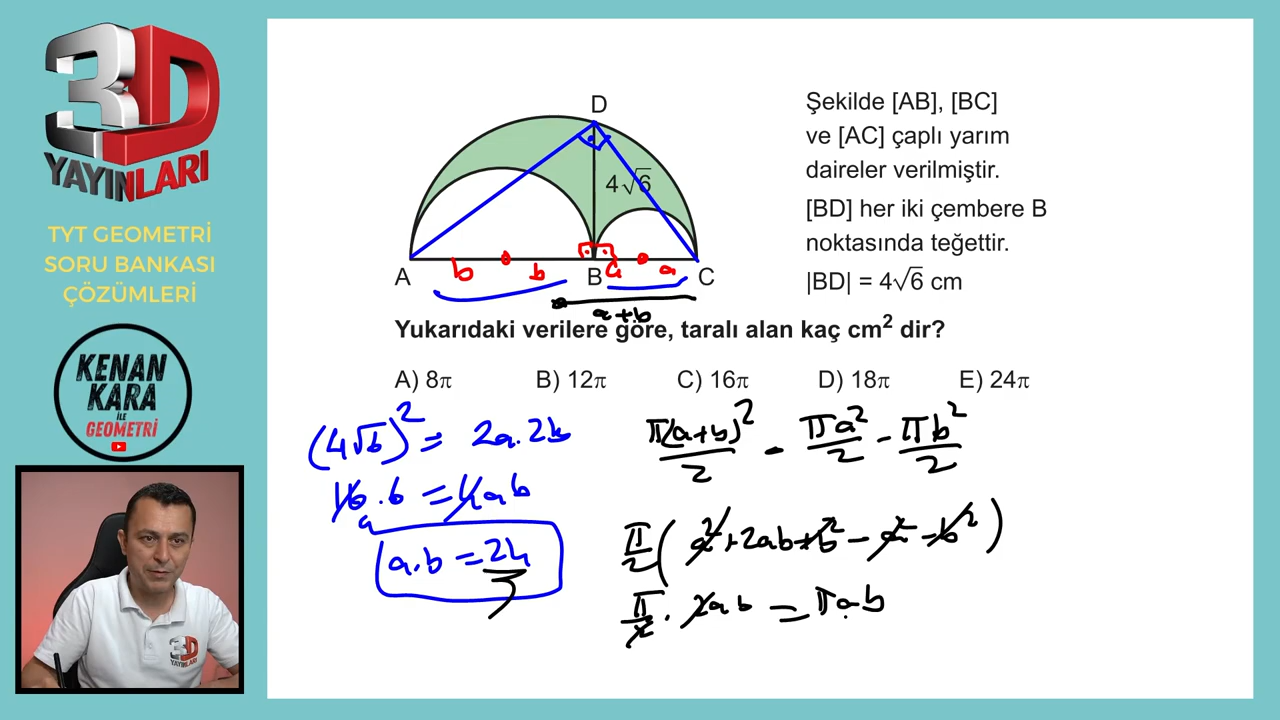 3D
YAYINLARI
TYT GEOMETRİ
SORU BANKASI
ÇÖZÜMLERİ
KENAN
KARA
İLE
GEOMETRİ
D
4√6
A
b
b
B
a
a
C
a+b
Şekilde [AB], [BC]
ve [AC] çaplı yarım
daireler verilmiştir.
[BD] her iki çembere B
noktasında teğettir.
|BD| = 4√6 cm
Yukarıdaki verilere göre, taralı alan kaç cm² dir?
A) 8π B) 12π C) 16π D) 18π E) 24π
(4√6)² = 2a.2b
16.6 = 4ab
a.b = 24
π(a+b)²/2 - πa²/2 - πb²/2
π/2 (a²+2ab+b²-a²-b²)
π/2 . 2ab = πab
3D
YAYINLARI